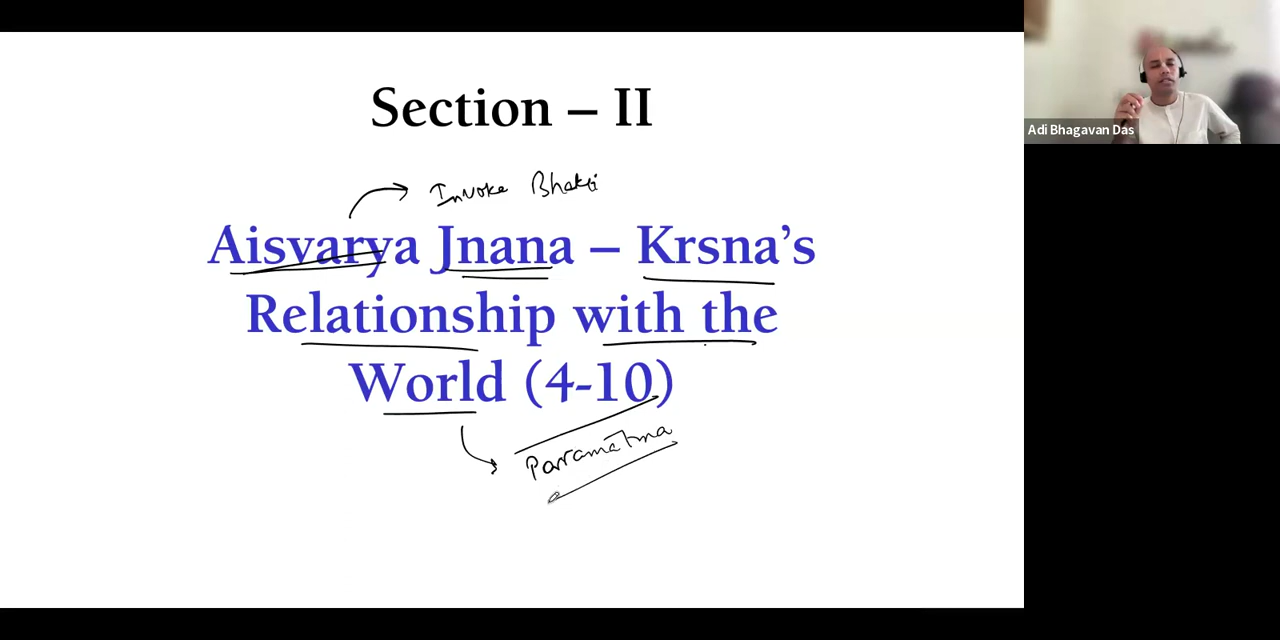 Section – II
Invoke Bhakti
Aisvarya Jnana – Krsna's
Relationship with the
World (4-10)
Paramatma
Adi Bhagavan Das